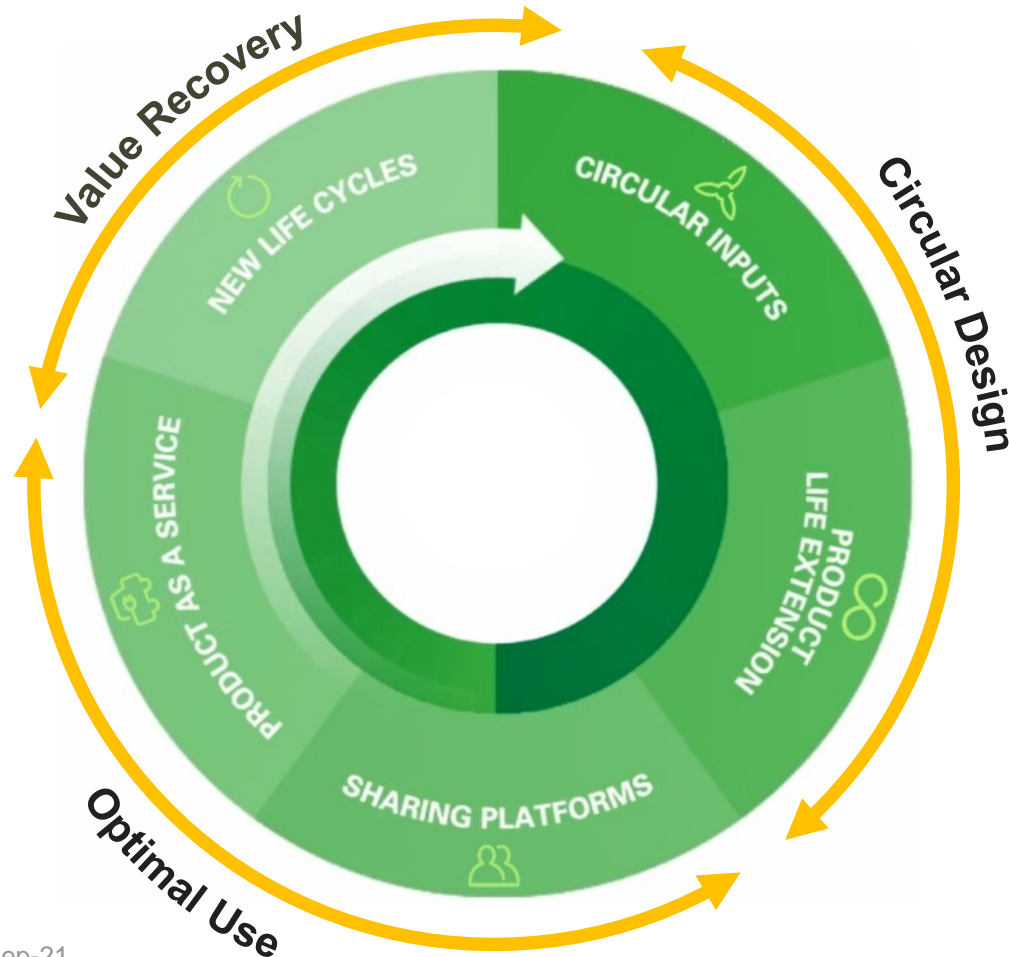 Value Recovery
Circular Design
NEW LIFE CYCLES
CIRCULAR INPUTS
PRODUCT AS A SERVICE
PRODUCT
LIFE EXTENSION
SHARING PLATFORMS
Optimal Use